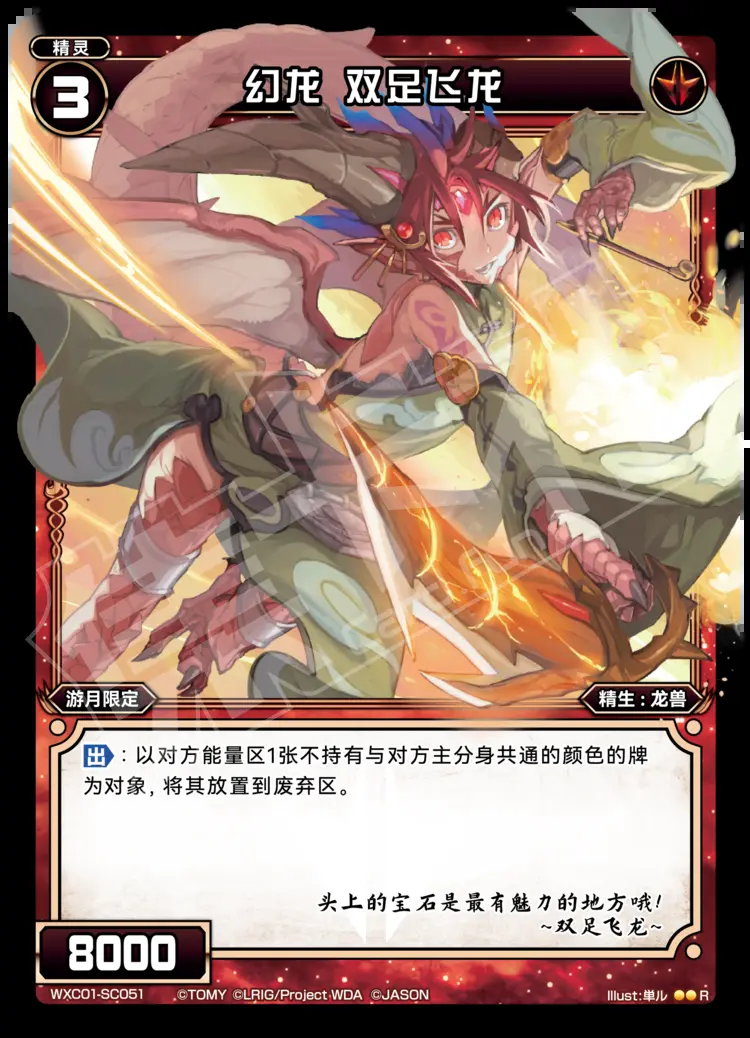 精灵
3
幻龙 双足飞龙
游月限定
精生：龙兽
出：以对方能量区1张不持有与对方主分身共通的颜色的牌
为对象，将其放置到废弃区。
头上的宝石是最有魅力的地方哦!
~双足飞龙~
8000
WXC01-SC051 ©TOMY ©LRIG/Project WDA ©JASON
Illust:単ル R